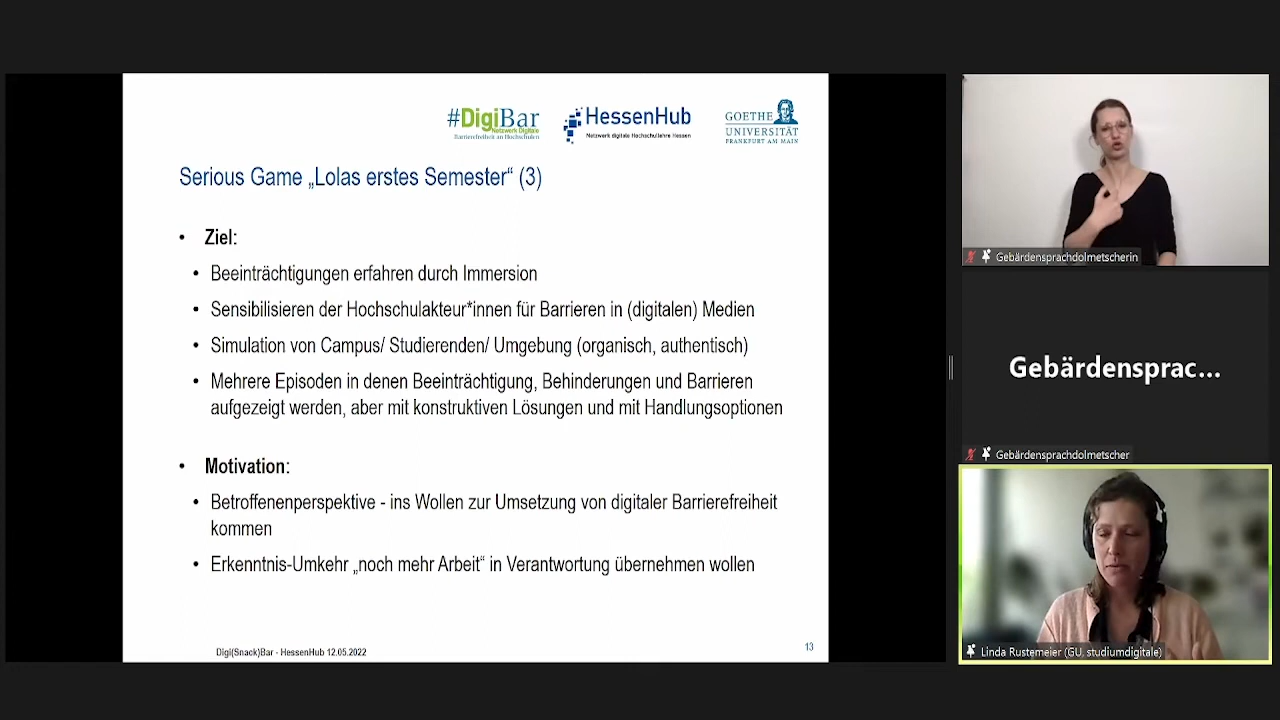 #DigiBar
Netzwerk Digitale
Barrierefreiheit an Hochschulen
HessenHub
Netzwerk digitale Hochschullehre Hessen
GOETHE
UNIVERSITÄT
FRANKFURT AM MAIN
Serious Game „Lolas erstes Semester“ (3)
• Ziel:
• Beeinträchtigungen erfahren durch Immersion
• Sensibilisieren der Hochschulakteur*innen für Barrieren in (digitalen) Medien
• Simulation von Campus/ Studierenden/ Umgebung (organisch, authentisch)
• Mehrere Episoden in denen Beeinträchtigung, Behinderungen und Barrieren
aufgezeigt werden, aber mit konstruktiven Lösungen und mit Handlungsoptionen
• Motivation:
• Betroffenenperspektive - ins Wollen zur Umsetzung von digitaler Barrierefreiheit
kommen
• Erkenntnis-Umkehr „noch mehr Arbeit“ in Verantwortung übernehmen wollen
Digi(Snack)Bar - HessenHub 12.05.2022
13
Gebärdensprachdolmetscherin
Gebärdensprac...
Gebärdensprachdolmetscher
Linda Rustemeier (GU, studiumdigitale)